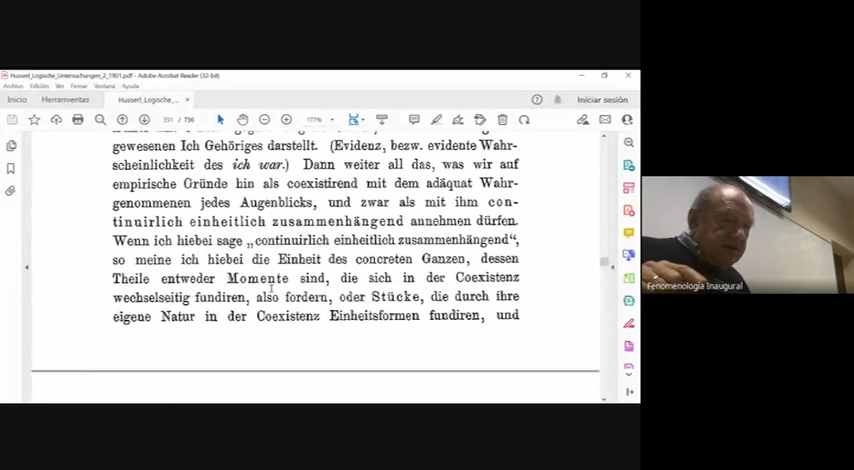 Husserl_Logische_Untersuchungen_2_1901.pdf - Adobe Acrobat Reader (32-bit)
Archivo Edición Ver Firmar Ventana Ayuda
Inicio Herramientas Husserl_Logische_... × Iniciar sesión
351 / 736 177%
gewesenen Ich Gehöriges darstellt. (Evidenz, bezw. evidente Wahr-
scheinlichkeit des ich war.) Dann weiter all das, was wir auf
empirische Gründe hin als coexistirend mit dem adäquat Wahr-
genommenen jedes Augenblicks, und zwar als mit ihm con-
tinuirlich einheitlich zusammenhängend annehmen dürfen.
Wenn ich hiebei sage „continuirlich einheitlich zusammenhängend“,
so meine ich hiebei die Einheit des concreten Ganzen, dessen
Theile entweder Momente sind, die sich in der Coexistenz
wechselseitig fundiren, also fordern, oder Stücke, die durch ihre
eigene Natur in der Coexistenz Einheitsformen fundiren, und
Fenomenología Inaugural